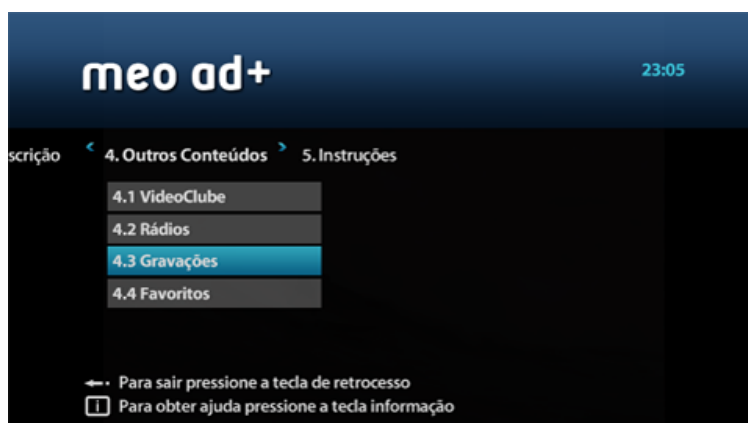 meo ad+
23:05
scrição < 4. Outros Conteúdos > 5. Instruções
4.1 VideoClube
4.2 Rádios
4.3 Gravações
4.4 Favoritos
Para sair pressione a tecla de retrocesso
i Para obter ajuda pressione a tecla informação